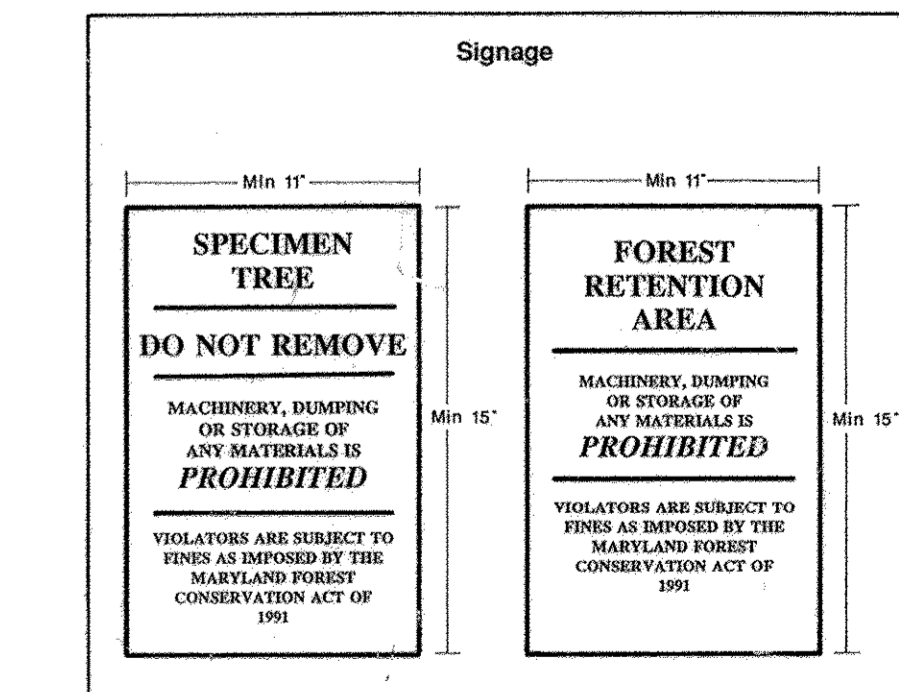 Signage
Min 11"
SPECIMEN
TREE
DO NOT REMOVE
MACHINERY, DUMPING
OR STORAGE OF
ANY MATERIALS IS
PROHIBITED
VIOLATORS ARE SUBJECT TO
FINES AS IMPOSED BY THE
MARYLAND FOREST
CONSERVATION ACT OF
1991
Min 15"
Min 11"
FOREST
RETENTION
AREA
MACHINERY, DUMPING
OR STORAGE OF
ANY MATERIALS IS
PROHIBITED
VIOLATORS ARE SUBJECT TO
FINES AS IMPOSED BY THE
MARYLAND FOREST
CONSERVATION ACT OF
1991
Min 15"